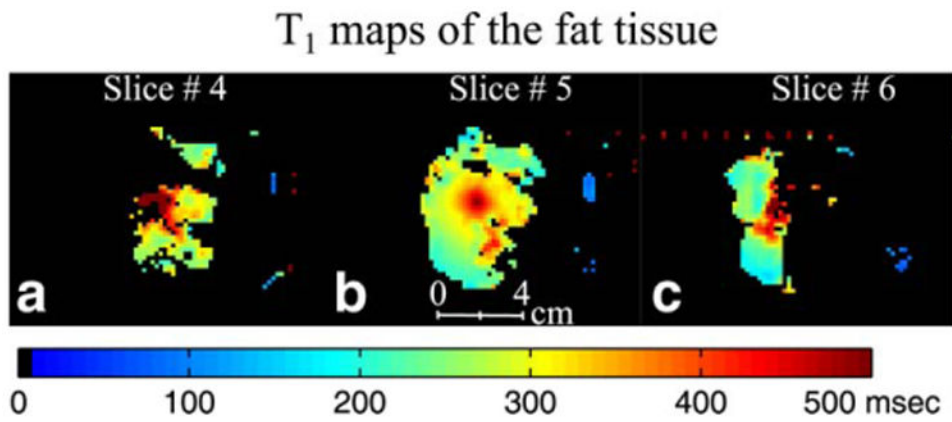 T₁ maps of the fat tissue
Slice # 4 Slice # 5 Slice # 6
a b c
0 4
cm
0 100 200 300 400 500 msec